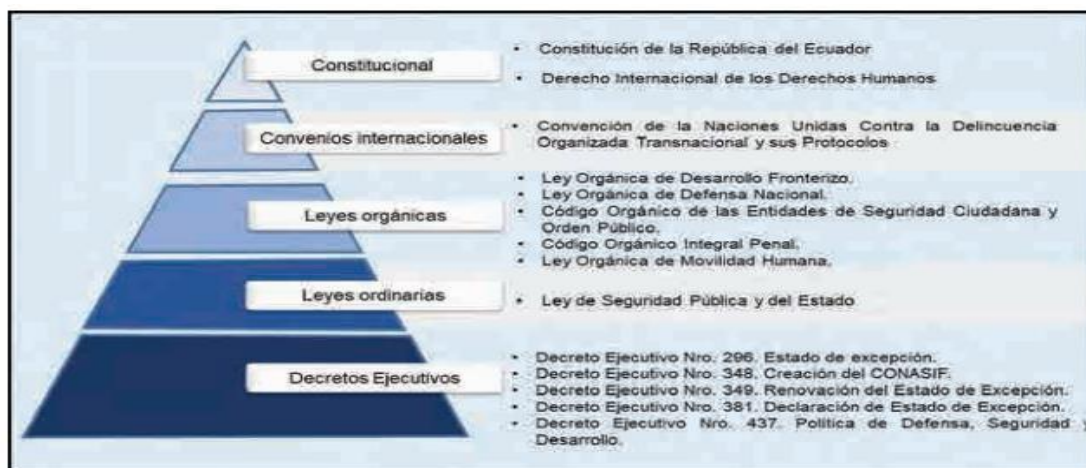 Constitucional
• Constitución de la República del Ecuador
• Derecho Internacional de los Derechos Humanos
Convenios internacionales
• Convención de la Naciones Unidas Contra la Delincuencia
Organizada Transnacional y sus Protocolos
Leyes orgánicas
• Ley Orgánica de Desarrollo Fronterizo.
• Ley Orgánica de Defensa Nacional.
• Código Orgánico de las Entidades de Seguridad Ciudadana y
Orden Público.
• Código Orgánico Integral Penal.
• Ley Orgánica de Movilidad Humana.
Leyes ordinarias
• Ley de Seguridad Pública y del Estado
Decretos Ejecutivos
• Decreto Ejecutivo Nro. 296. Estado de excepción.
• Decreto Ejecutivo Nro. 348. Creación del CONASIF.
• Decreto Ejecutivo Nro. 349. Renovación del Estado de Excepción.
• Decreto Ejecutivo Nro. 381. Declaración de Estado de Excepción.
• Decreto Ejecutivo Nro. 437. Política de Defensa, Seguridad y
Desarrollo.